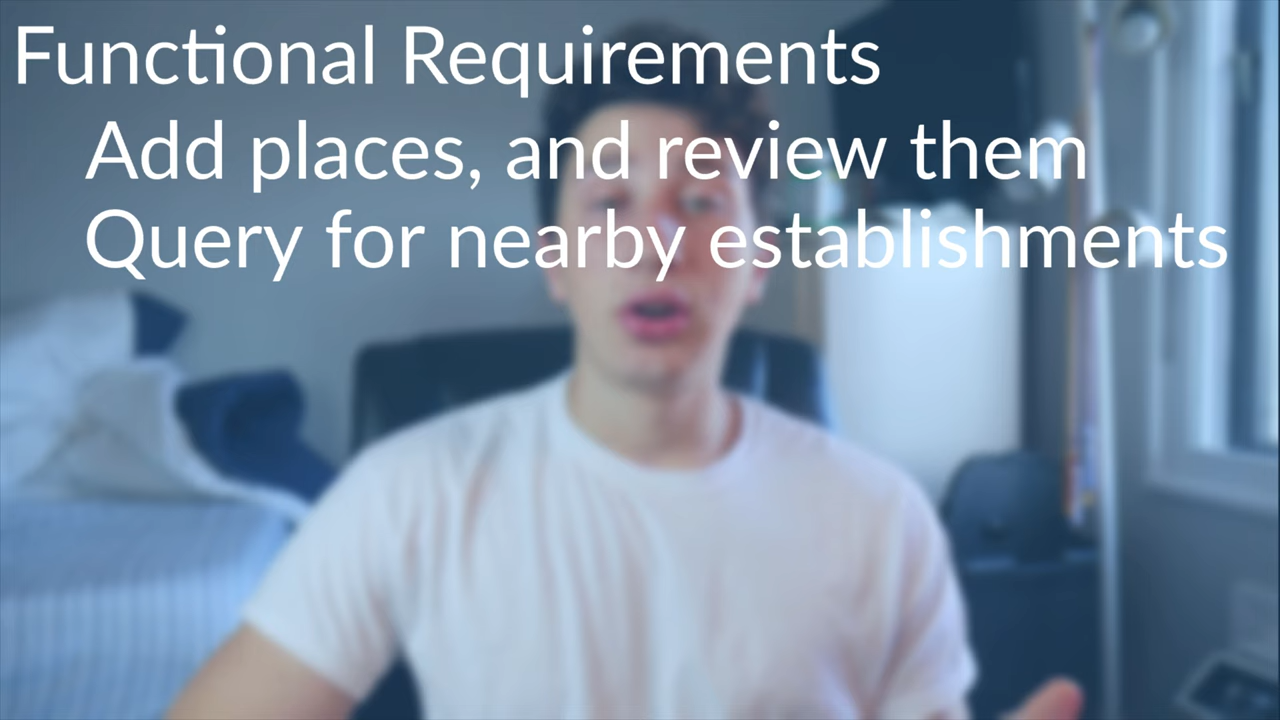 Functional Requirements
Add places, and review them
Query for nearby establishments